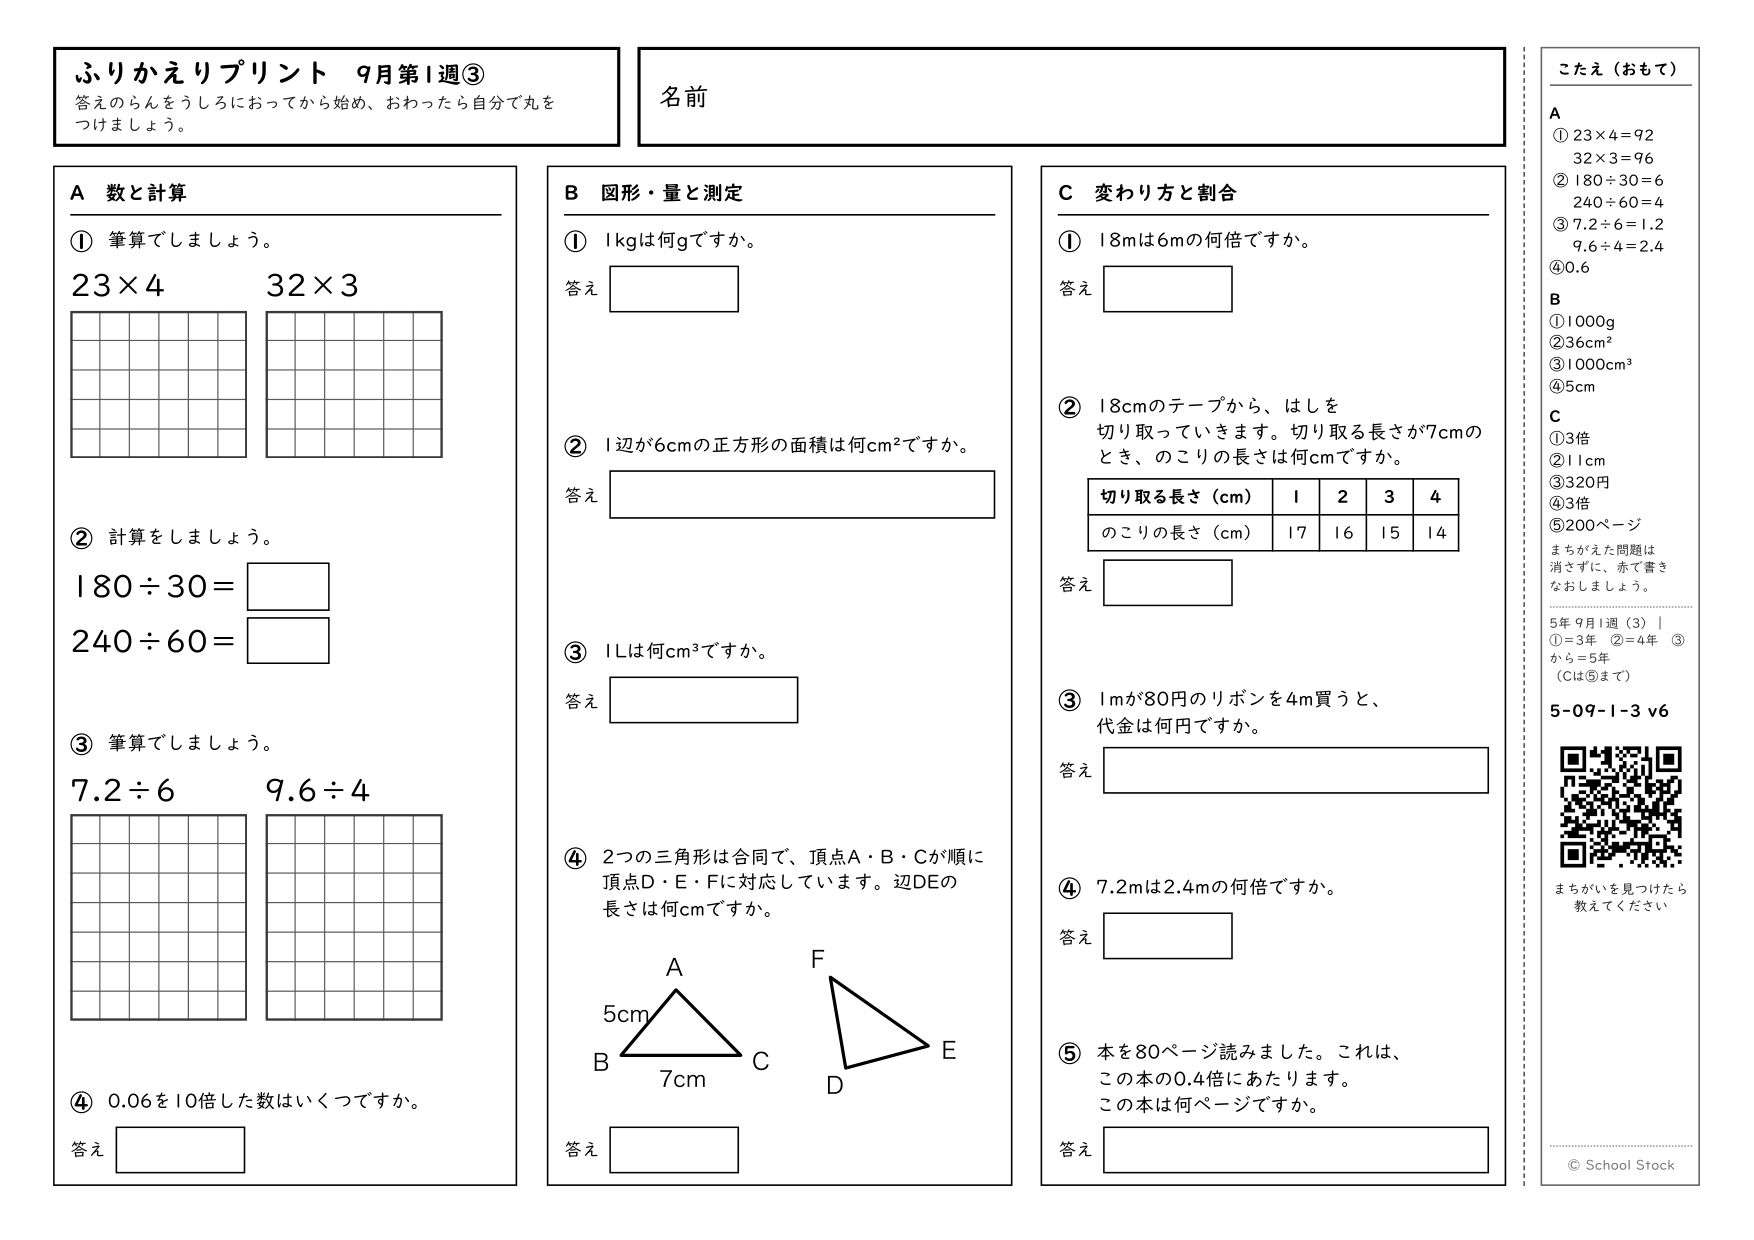 ふりかえりプリント　9月第1週③
答えのらんをうしろにおってから始め、おわったら自分で丸を
つけましょう。
名前
A　数と計算
① 筆算でしましょう。
23×4　32×3
② 計算をしましょう。
180÷30＝
240÷60＝
③ 筆算でしましょう。
7.2÷6　9.6÷4
④ 0.06を10倍した数はいくつですか。
答え
B　図形・量と測定
① 1kgは何gですか。
答え
② 1辺が6cmの正方形の面積は何cm²ですか。
答え
③ 1Lは何cm³ですか。
答え
④ 2つの三角形は合同で、頂点A・B・Cが順に
頂点D・E・Fに対応しています。辺DEの
長さは何cmですか。
A
5cm
B
C
7cm
F
E
D
答え
C　変わり方と割合
① 18mは6mの何倍ですか。
答え
② 18cmのテープから、はしを
切り取っていきます。切り取る長さが7cmの
とき、のこりの長さは何cmですか。
切り取る長さ（cm） 1 2 3 4
のこりの長さ（cm） 17 16 15 14
答え
③ 1mが80円のリボンを4m買うと、
代金は何円ですか。
答え
④ 7.2mは2.4mの何倍ですか。
答え
⑤ 本を80ページ読みました。これは、
この本の0.4倍にあたります。
この本は何ページですか。
答え
こたえ（おもて）
A
① 23×4＝92
32×3＝96
② 180÷30＝6
240÷60＝4
③ 7.2÷6＝1.2
9.6÷4＝2.4
④0.6
B
①1000g
②36cm²
③1000cm³
④5cm
C
①3倍
②11cm
③320円
④3倍
⑤200ページ
まちがえた問題は
消さずに、赤で書き
なおしましょう。
5年 9月1週（3）｜
①＝3年　②＝4年　③
から＝5年
（Cは⑤まで）
5-09-1-3 v6
まちがいを見つけたら
教えてください
© School Stock